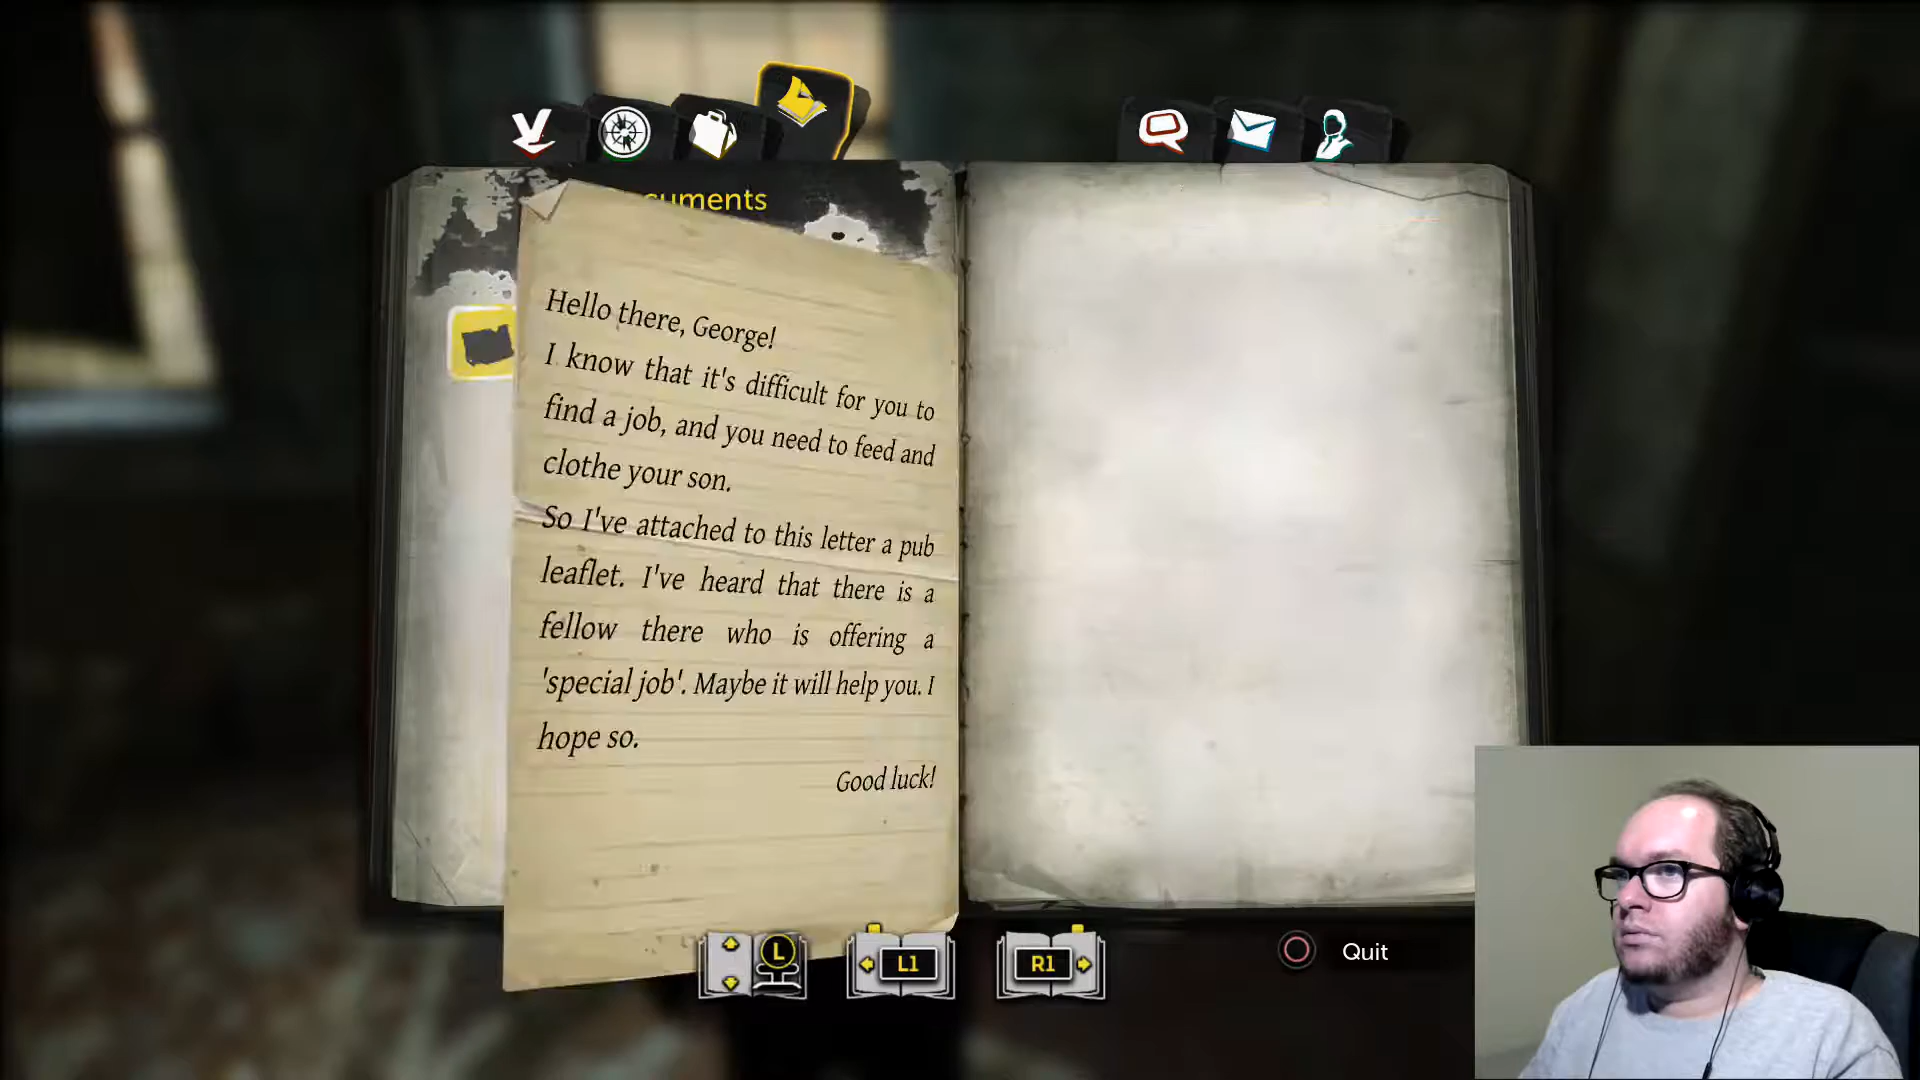 cuments
Hello there, George!
I know that it's difficult for you to
find a job, and you need to feed and
clothe your son.
So I've attached to this letter a pub
leaflet. I've heard that there is a
fellow there who is offering a
'special job'. Maybe it will help you. I
hope so.
Good luck!
L
L1
R1
Quit